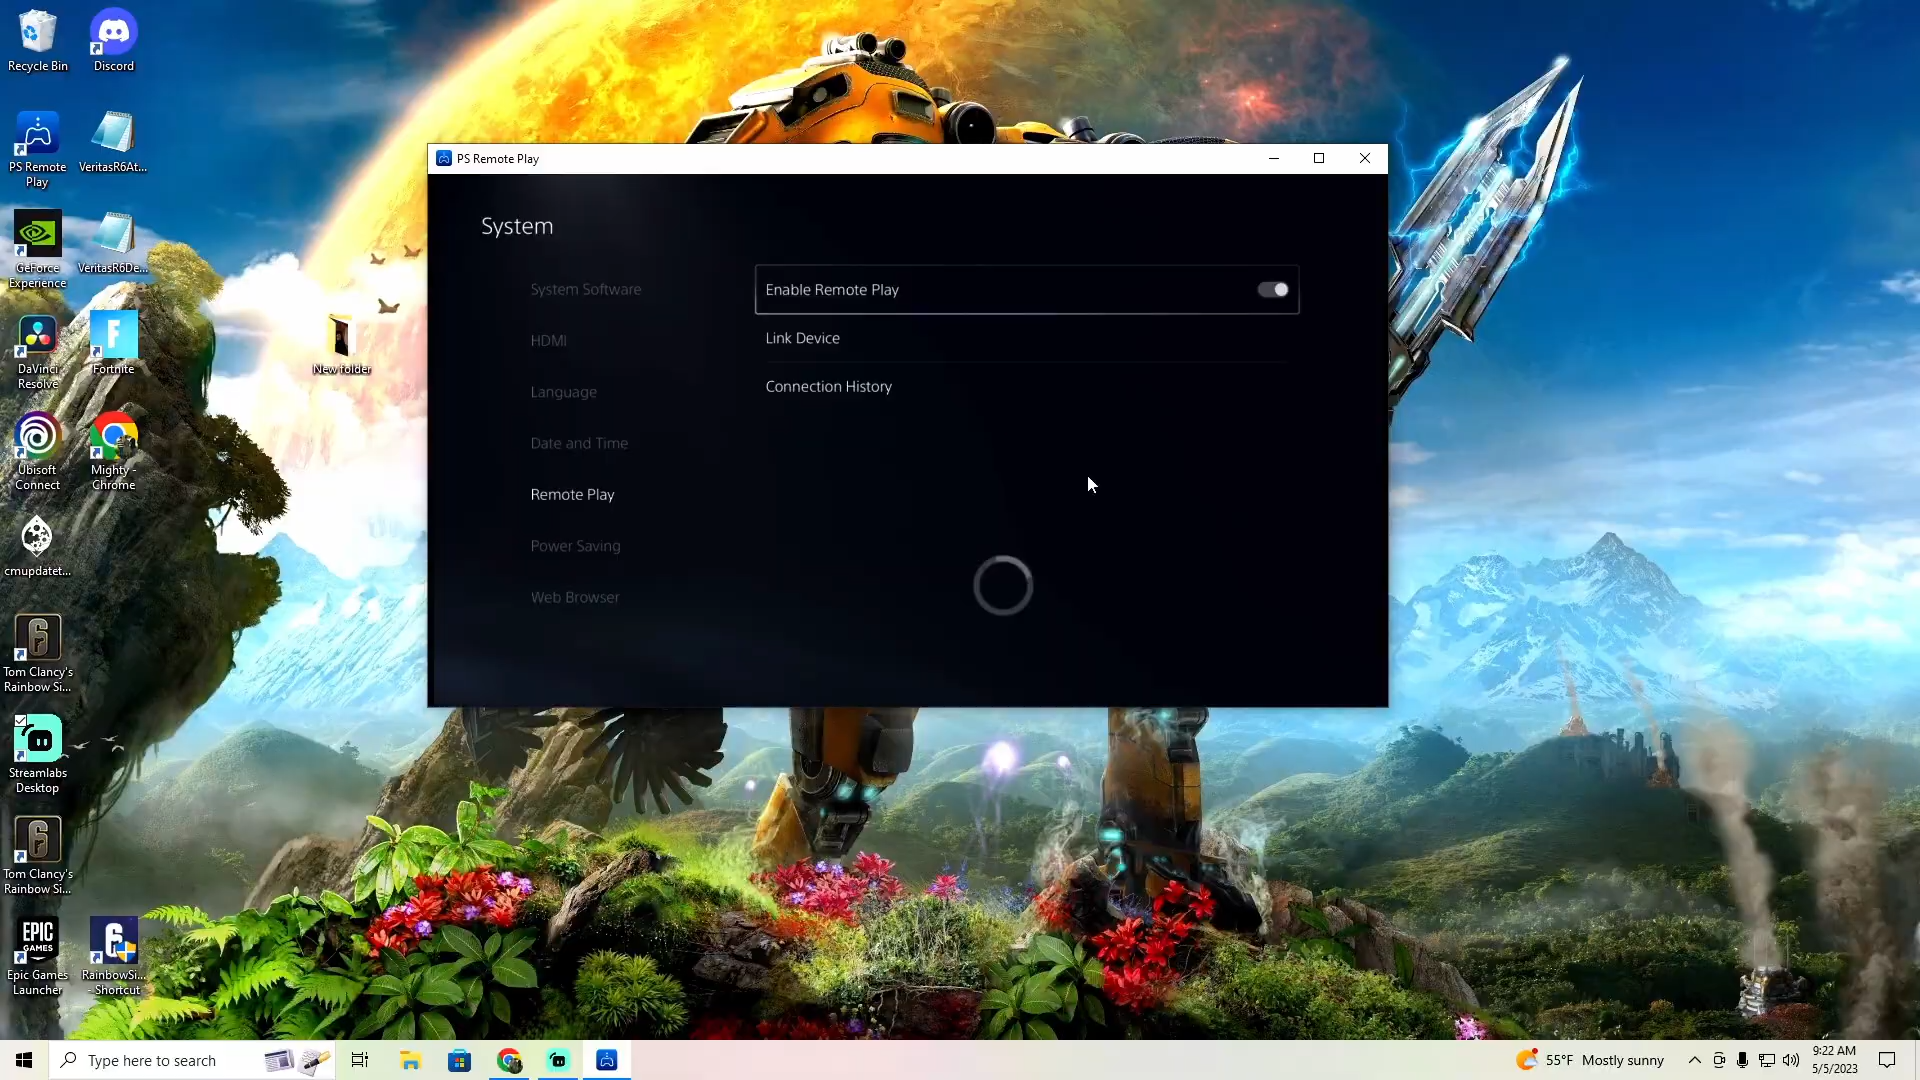 Recycle Bin
Discord
PS Remote
Play
VeritasR6At...
GeForce
Experience
VeritasR6De...
DaVinci
Resolve
Fortnite
New folder
Ubisoft
Connect
Mighty -
Chrome
cmupdatet...
Tom Clancy's
Rainbow Si...
Streamlabs
Desktop
Tom Clancy's
Rainbow Si...
EPIC
GAMES
Epic Games
Launcher
RainbowSi...
- Shortcut
PS Remote Play
System
System Software
HDMI
Language
Date and Time
Remote Play
Power Saving
Web Browser
Enable Remote Play
Link Device
Connection History
Type here to search
55°F Mostly sunny
9:22 AM
5/5/2023